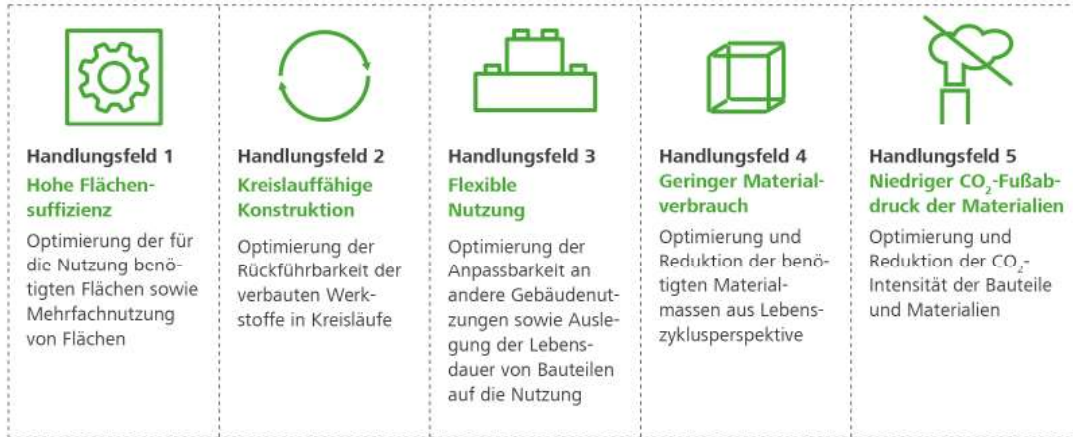 Handlungsfeld 1
Hohe Flächen-
suffizienz
Optimierung der für
die Nutzung benö-
tigten Flächen sowie
Mehrfachnutzung
von Flächen
Handlungsfeld 2
Kreislauffähige
Konstruktion
Optimierung der
Rückführbarkeit der
verbauten Werk-
stoffe in Kreisläufe
Handlungsfeld 3
Flexible
Nutzung
Optimierung der
Anpassbarkeit an
andere Gebäudenut-
zungen sowie Ausle-
gung der Lebens-
dauer von Bauteilen
auf die Nutzung
Handlungsfeld 4
Geringer Material-
verbrauch
Optimierung und
Reduktion der benö-
tigten Material-
massen aus Lebens-
zyklusperspektive
Handlungsfeld 5
Niedriger CO₂-Fußab-
druck der Materialien
Optimierung und
Reduktion der CO₂-
Intensität der Bauteile
und Materialien